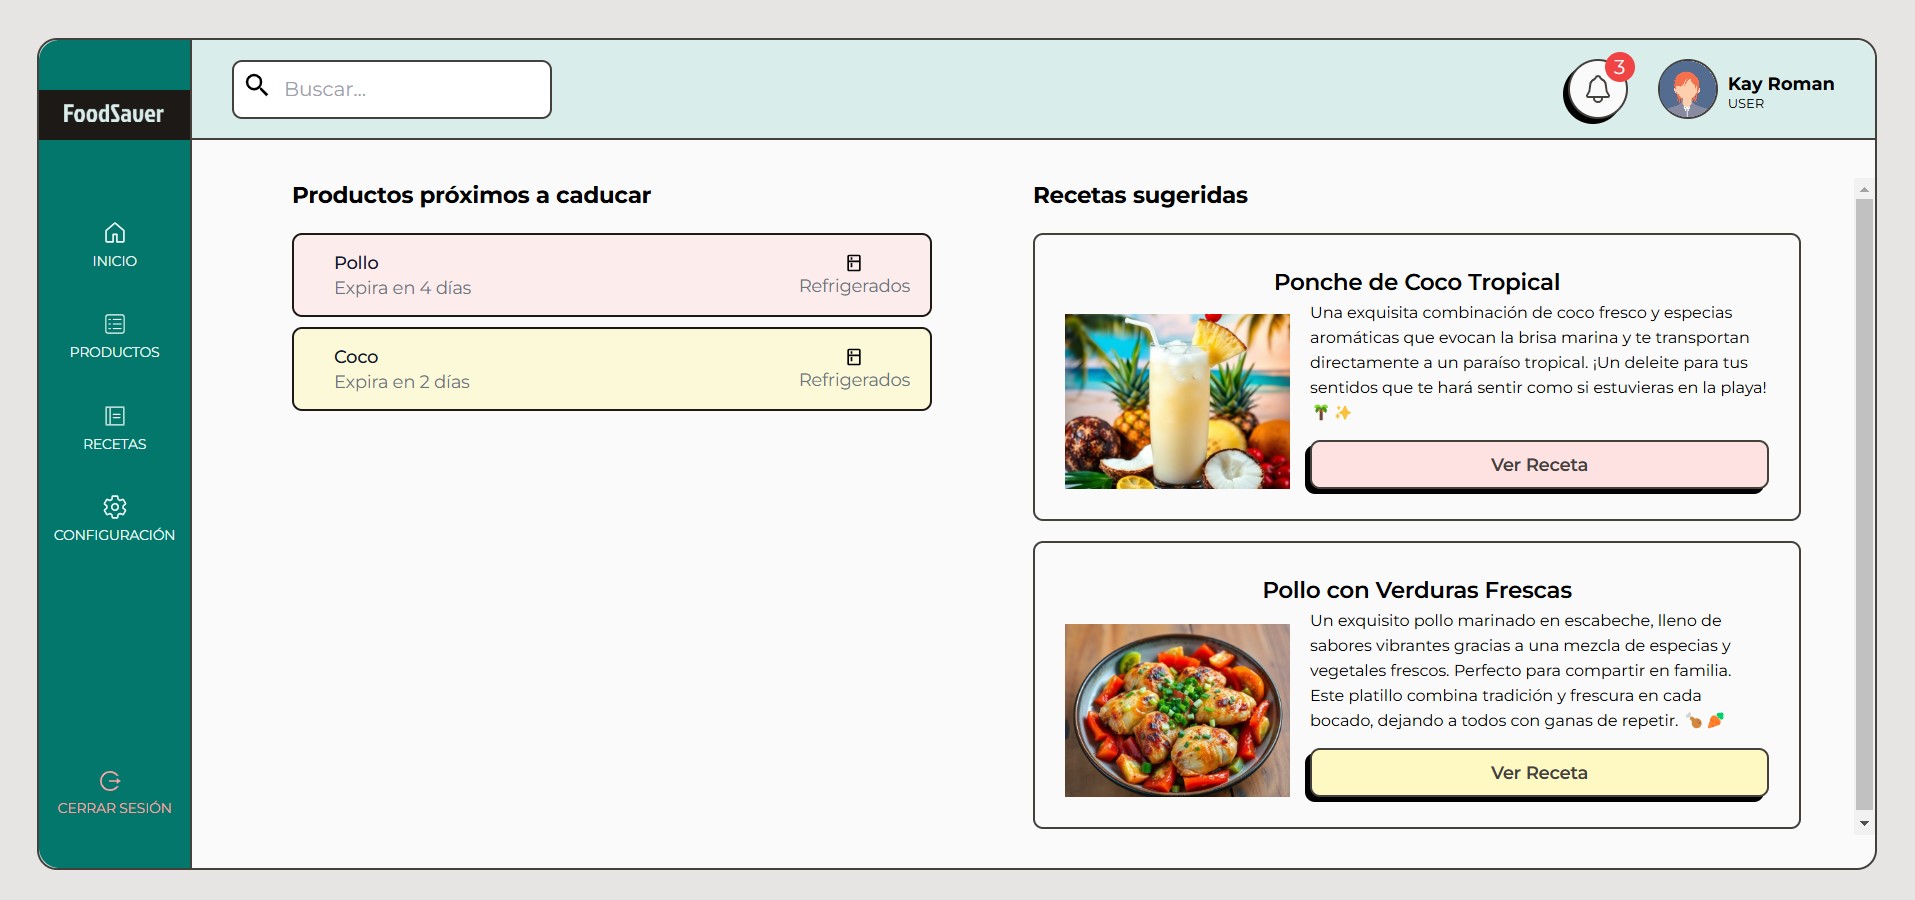 FoodSaver
INICIO
PRODUCTOS
RECETAS
CONFIGURACIÓN
CERRAR SESIÓN
Buscar...
3
Kay Roman
USER
Productos próximos a caducar
Pollo
Expira en 4 días
Refrigerados
Coco
Expira en 2 días
Refrigerados
Recetas sugeridas
Ponche de Coco Tropical
Una exquisita combinación de coco fresco y especias
aromáticas que evocan la brisa marina y te transportan
directamente a un paraíso tropical. ¡Un deleite para tus
sentidos que te hará sentir como si estuvieras en la playa!
🌴 ✨
Ver Receta
Pollo con Verduras Frescas
Un exquisito pollo marinado en escabeche, lleno de
sabores vibrantes gracias a una mezcla de especias y
vegetales frescos. Perfecto para compartir en familia.
Este platillo combina tradición y frescura en cada
bocado, dejando a todos con ganas de repetir. 🍗 🥕
Ver Receta